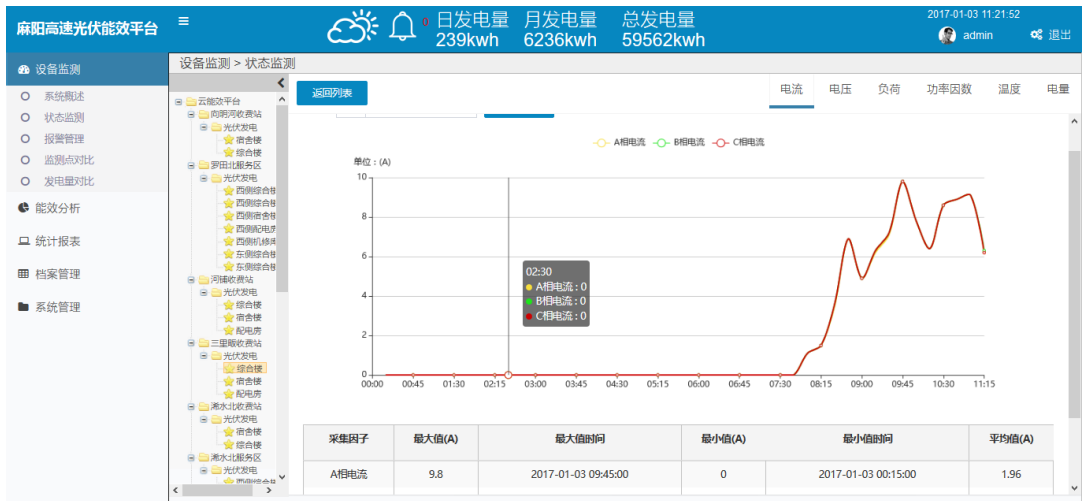 麻阳高速光伏能效平台
0 日发电量 月发电量 总发电量
239kwh 6236kwh 59562kwh
2017-01-03 11:21:52
admin 退出
设备监测
系统概述
状态监测
报警管理
监测点对比
发电量对比
能效分析
统计报表
档案管理
系统管理
设备监测 > 状态监测
云能效平台
向明河收费站
光伏发电
宿舍楼
综合楼
罗田北服务区
光伏发电
西侧综合楼
西侧综合楼
西侧宿舍楼
西侧配电房
西侧机修库
东侧综合楼
东侧综合楼
河铺收费站
光伏发电
综合楼
宿舍楼
配电房
三里畈收费站
光伏发电
综合楼
宿舍楼
配电房
浠水北收费站
光伏发电
宿舍楼
综合楼
浠水北服务区
光伏发电
西侧综合楼
返回列表
电流 电压 负荷 功率因数 温度 电量
A相电流 B相电流 C相电流
单位：(A)
10
8
6
4
2
0
02:30
A相电流 : 0
B相电流 : 0
C相电流 : 0
00:00 00:45 01:30 02:15 03:00 03:45 04:30 05:15 06:00 06:45 07:30 08:15 09:00 09:45 10:30 11:15
采集因子 最大值(A) 最大值时间 最小值(A) 最小值时间 平均值(A)
A相电流 9.8 2017-01-03 09:45:00 0 2017-01-03 00:15:00 1.96